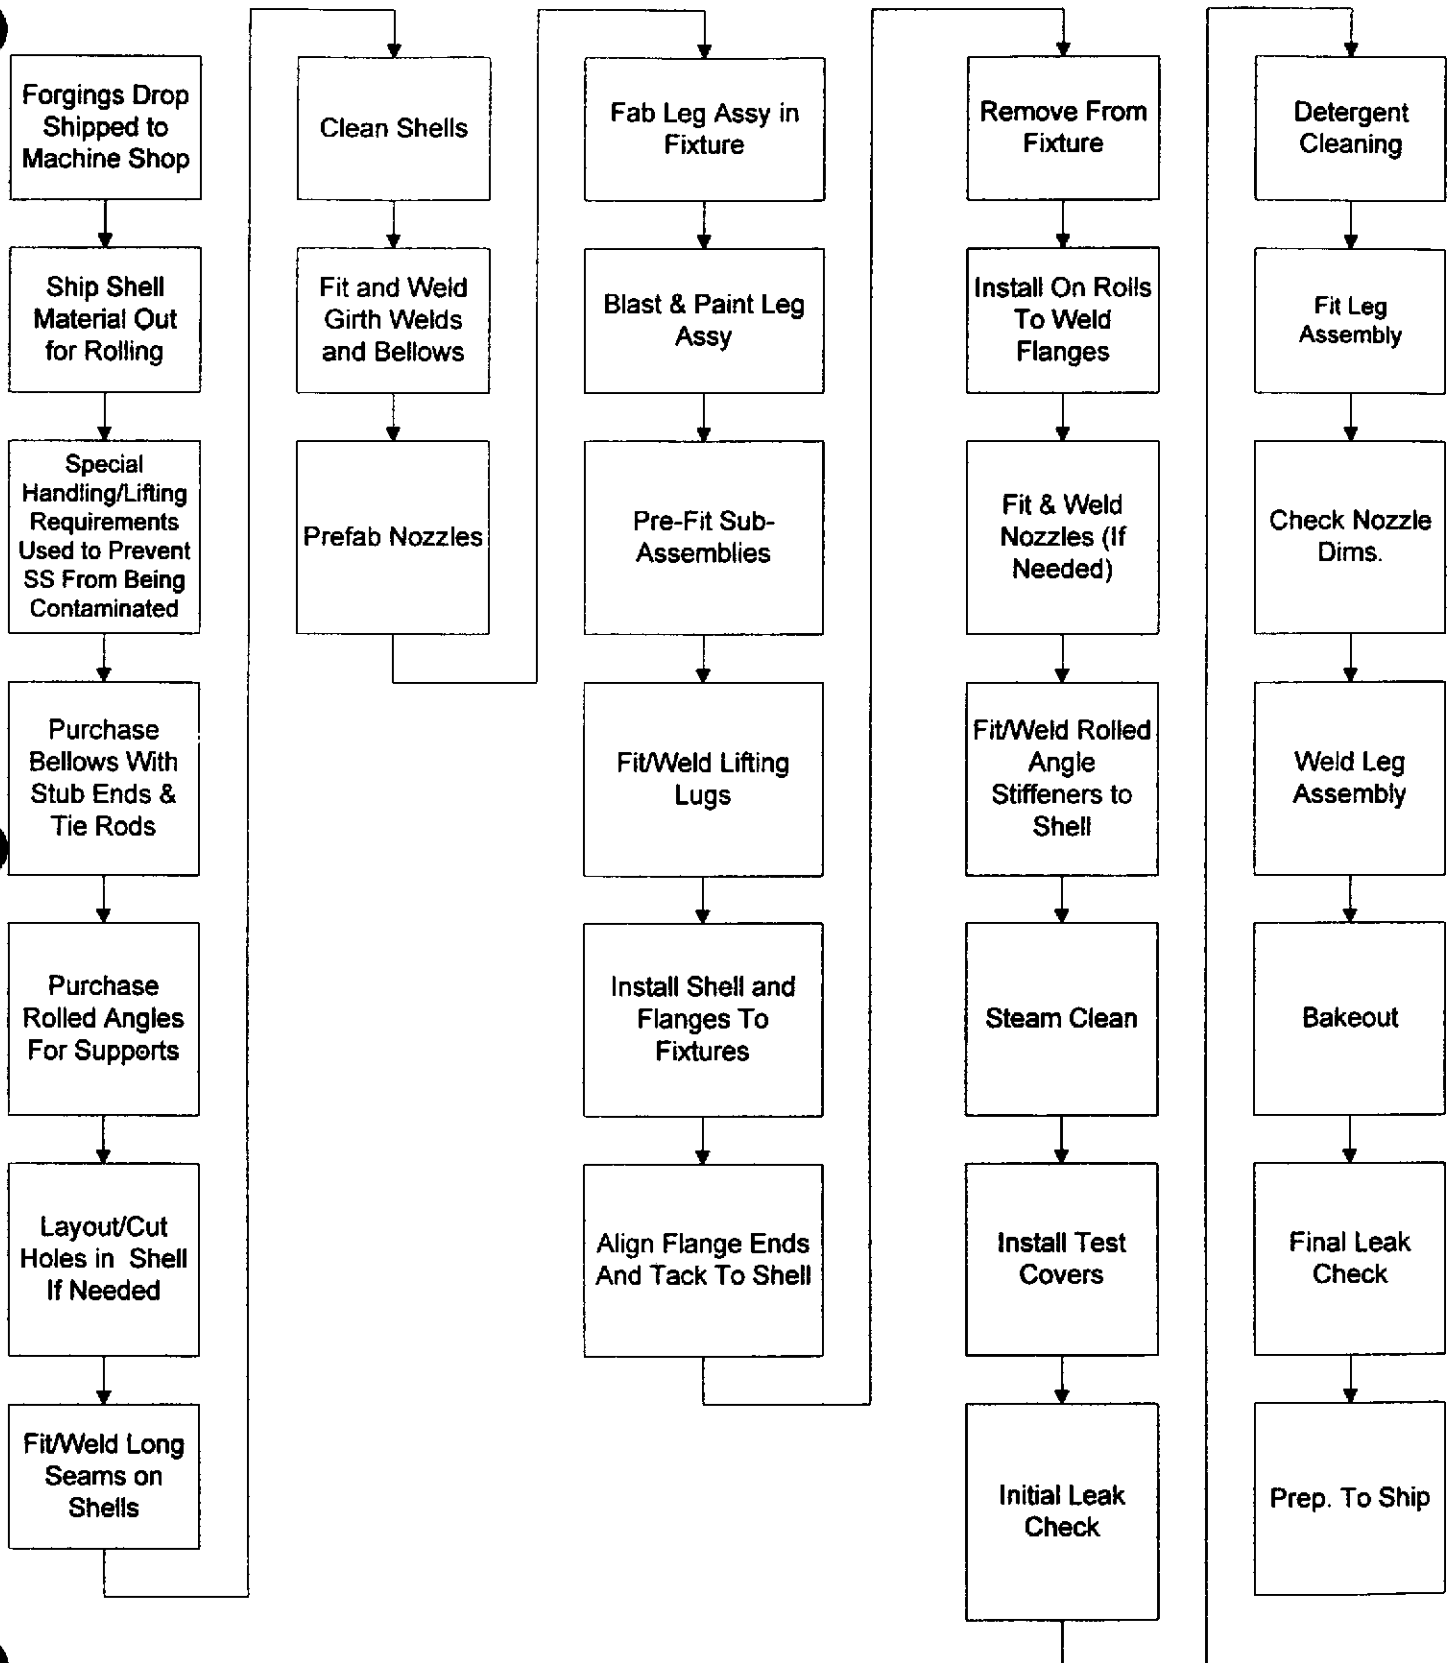 Forgings Drop
Shipped to
Machine Shop
Ship Shell
Material Out
for Rolling
Special
Handling/Lifting
Requirements
Used to Prevent
SS From Being
Contaminated
Purchase
Bellows With
Stub Ends &
Tie Rods
Purchase
Rolled Angles
For Supports
Layout/Cut
Holes in Shell
If Needed
Fit/Weld Long
Seams on
Shells
Clean Shells
Fit and Weld
Girth Welds
and Bellows
Prefab Nozzles
Fab Leg Assy in
Fixture
Blast & Paint Leg
Assy
Pre-Fit Sub-
Assemblies
Fit/Weld Lifting
Lugs
Install Shell and
Flanges To
Fixtures
Align Flange Ends
And Tack To Shell
Remove From
Fixture
Install On Rolls
To Weld
Flanges
Fit & Weld
Nozzles (If
Needed)
Fit/Weld Rolled
Angle
Stiffeners to
Shell
Steam Clean
Install Test
Covers
Initial Leak
Check
Detergent
Cleaning
Fit Leg
Assembly
Check Nozzle
Dims.
Weld Leg
Assembly
Bakeout
Final Leak
Check
Prep. To Ship